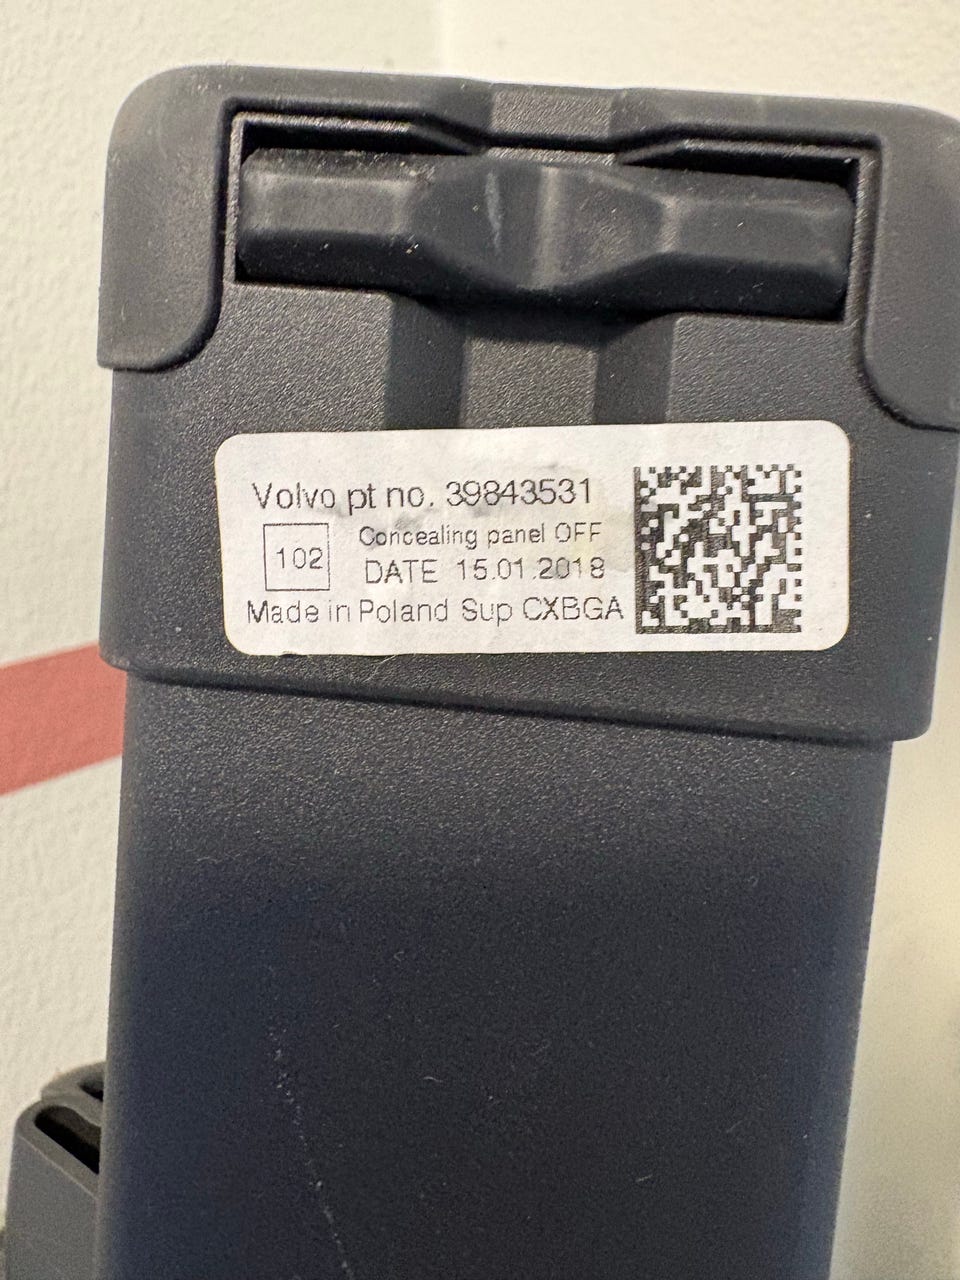 Volvo pt no. 39843531
102
Concealing panel OFF
DATE 15.01.2018
Made in Poland Sup CXBGA